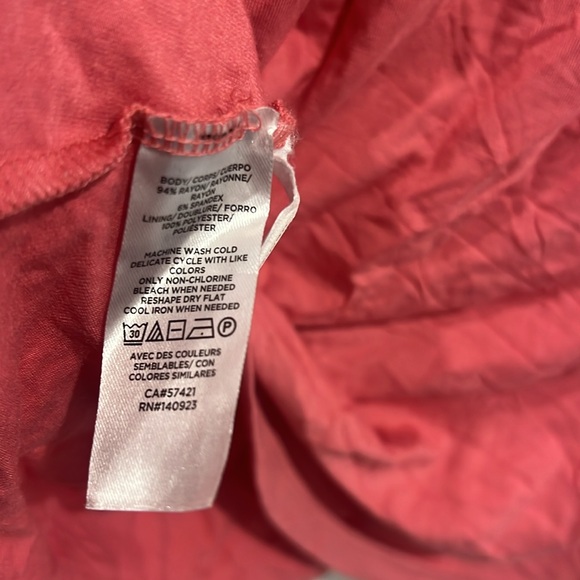 BODY/CORPS/CUERPO
94% RAYON/RAYONNE/
RAYON
6% SPANDEX
LINING/DOUBLURE/FORRO
100% POLYESTER/
POLIÉSTER
MACHINE WASH COLD
DELICATE CYCLE WITH LIKE
COLORS
ONLY NON-CHLORINE
BLEACH WHEN NEEDED
RESHAPE DRY FLAT
COOL IRON WHEN NEEDED
30 P
AVEC DES COULEURS
SEMBLABLES/ CON
COLORES SIMILARES
CA#57421
RN#140923